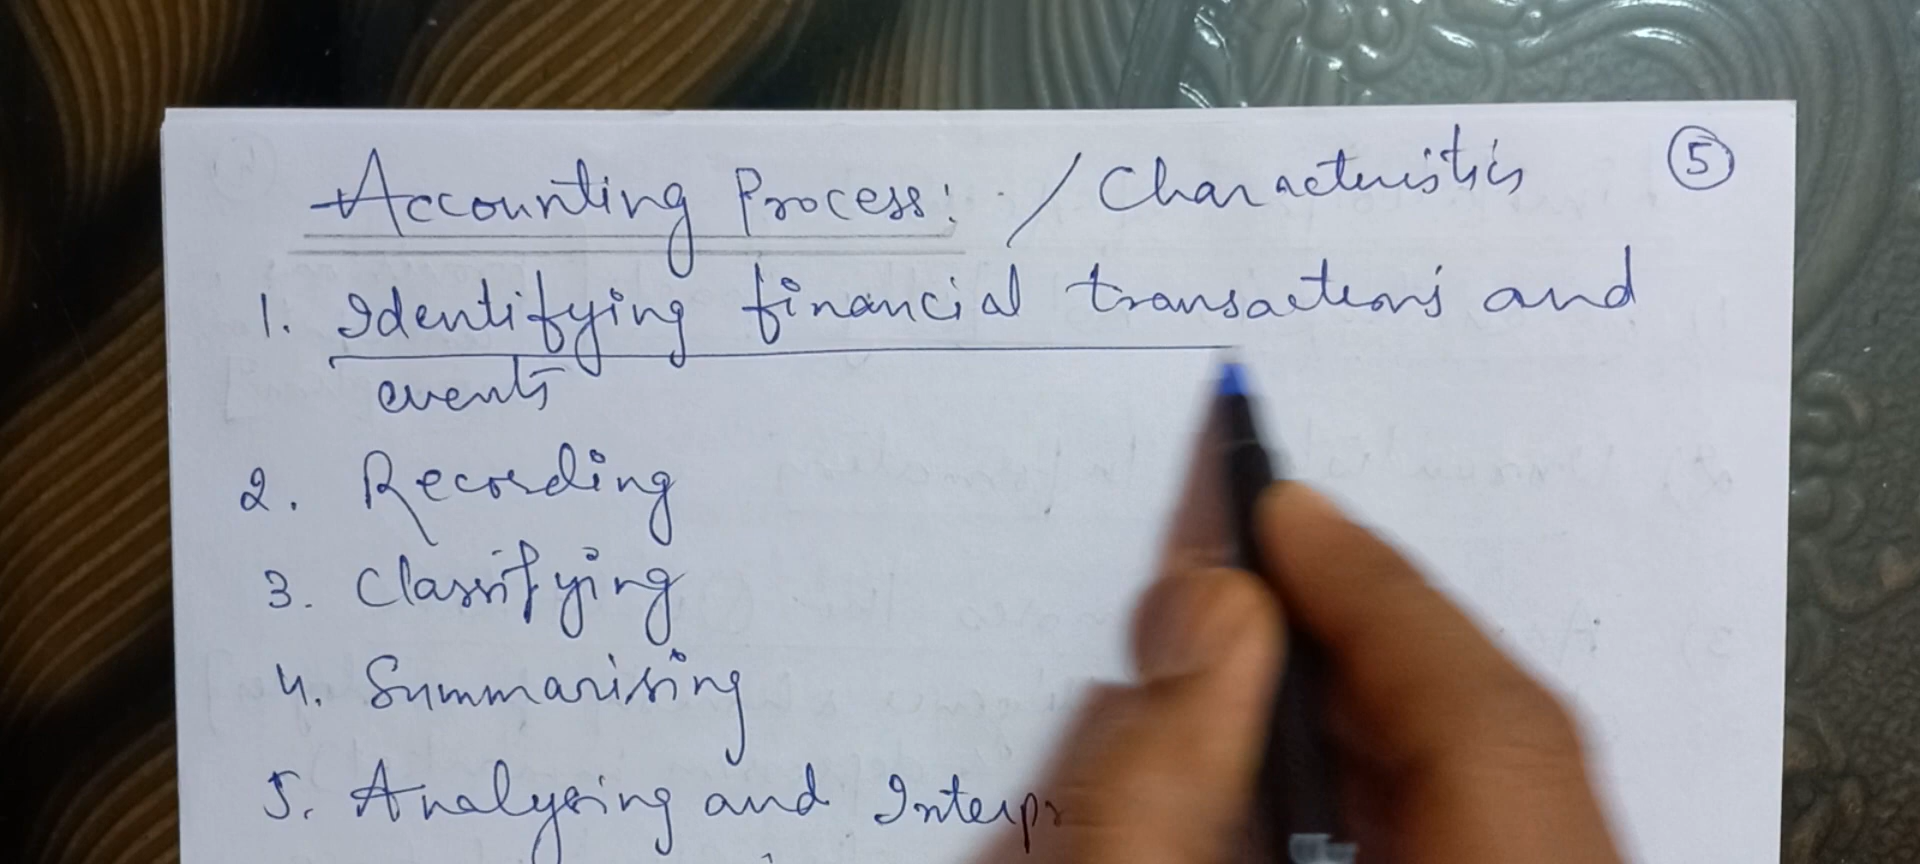 Accounting Process: / Characteristics 5
1. Identifying financial transactions and
events
2. Recording
3. Classifying
4. Summarising
5. Analysing and